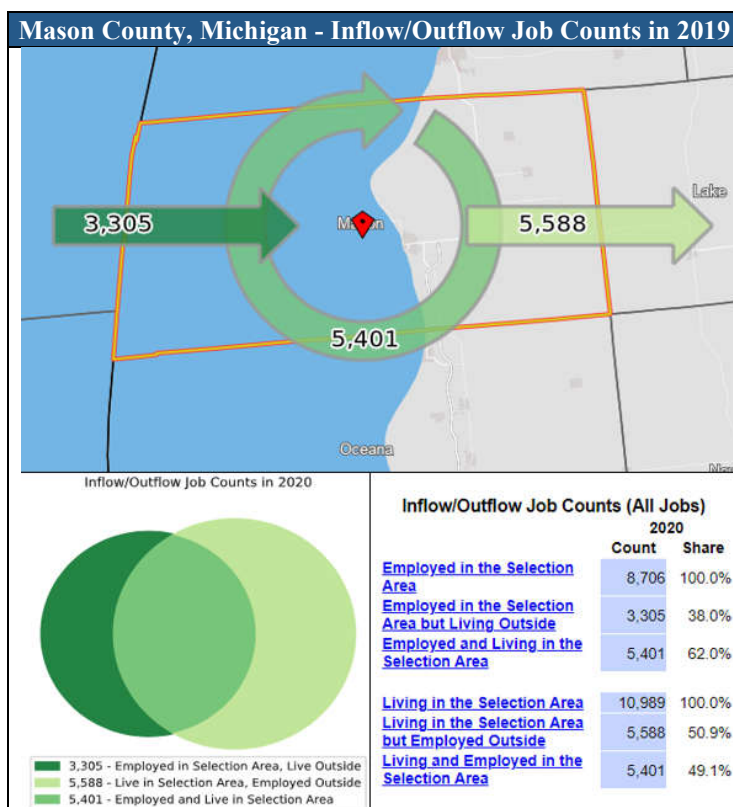 Mason County, Michigan - Inflow/Outflow Job Counts in 2019
Lake
3,305
5,588
5,401
Oceana
Inflow/Outflow Job Counts in 2020
3,305 - Employed in Selection Area, Live Outside
5,588 - Live in Selection Area, Employed Outside
5,401 - Employed and Live in Selection Area
Inflow/Outflow Job Counts (All Jobs)
2020
Count Share
Employed in the Selection
Area 8,706 100.0%
Employed in the Selection
Area but Living Outside 3,305 38.0%
Employed and Living in the
Selection Area 5,401 62.0%
Living in the Selection Area 10,989 100.0%
Living in the Selection Area
but Employed Outside 5,588 50.9%
Living and Employed in the
Selection Area 5,401 49.1%